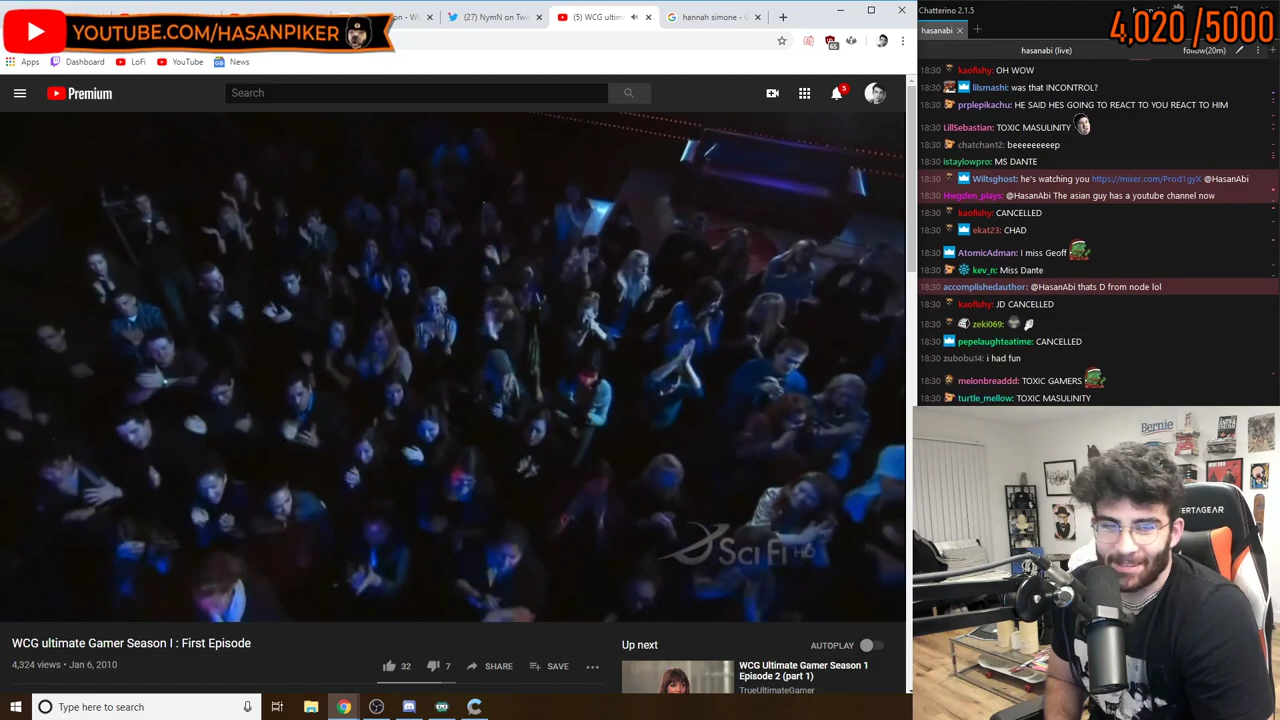 YOUTUBE.COM/HASANPIKER
(27) NymN on Twi
(5) WCG ultim
hannah simone - G
Apps
Dashboard
LoFi
YouTube
News
Premium
Search
5
SciFi HD
WCG ultimate Gamer Season I : First Episode
4,324 views • Jan 6, 2010
32
7
SHARE
SAVE
Up next
AUTOPLAY
WCG Ultimate Gamer Season 1
Episode 2 (part 1)
TrueUltimateGamer
Type here to search
Chatterino 2.1.5
4,020 /5000
hasanabi
hasanabi (live)
follow(20m)
18:30 kaofishy: OH WOW
18:30 lilsmashi: was that INCONTROL?
18:30 prplepikachu: HE SAID HES GOING TO REACT TO YOU REACT TO HIM
18:30 LillSebastian: TOXIC MASULINITY
18:30 chatchan12: beeeeeeeeep
18:30 istaylowpro: MS DANTE
18:30 Wiltsghost: he's watching you https://mixer.com/Prod1gyX @HasanAbi
18:30 Hwgden_plays: @HasanAbi The asian guy has a youtube channel now
18:30 kaofishy: CANCELLED
18:30 ekat23: CHAD
18:30 AtomicAdman: I miss Geoff
18:30 kev_n: Miss Dante
18:30 accomplishedauthor: @HasanAbi thats D from node lol
18:30 kaofishy: JD CANCELLED
18:30 zeki069:
18:30 pepelaughteatime: CANCELLED
18:30 zubobu14: i had fun
18:30 melonbreaddd: TOXIC GAMERS
18:30 turtle_mellow: TOXIC MASULINITY
Bernie
VERTAGEAR